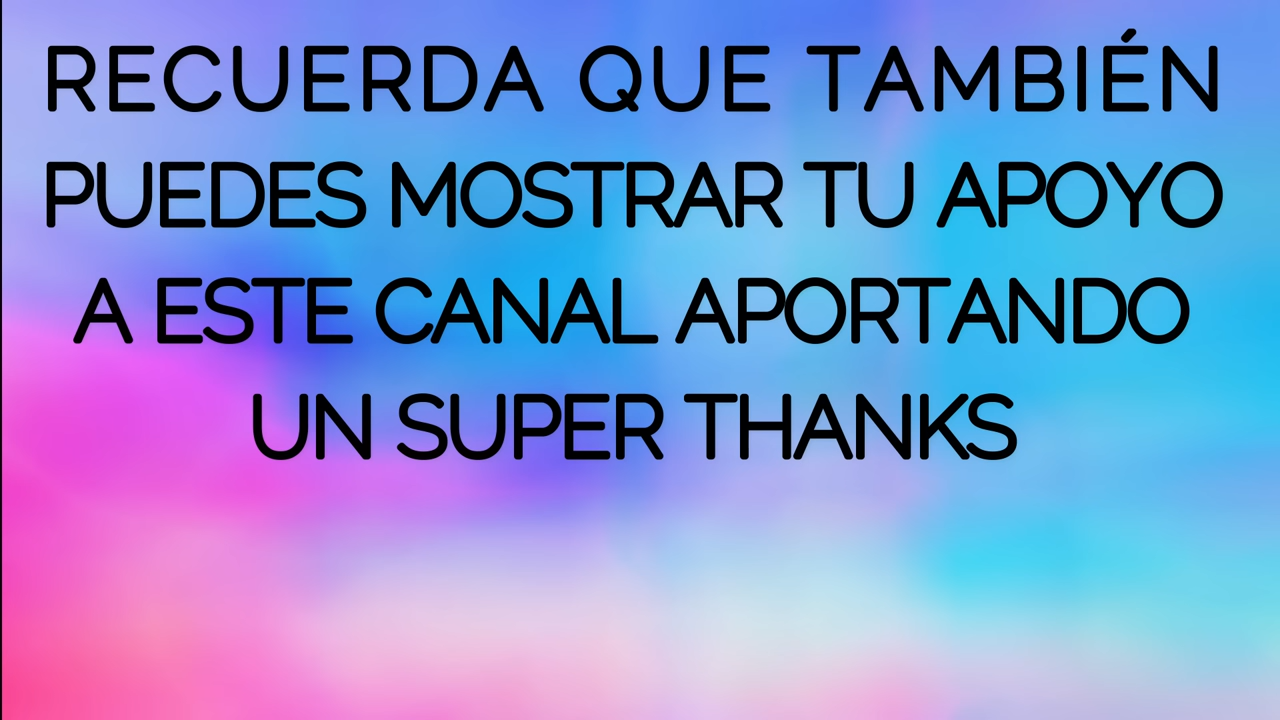 RECUERDA QUE TAMBIÉN
PUEDES MOSTRAR TU APOYO
A ESTE CANAL APORTANDO
UN SUPER THANKS